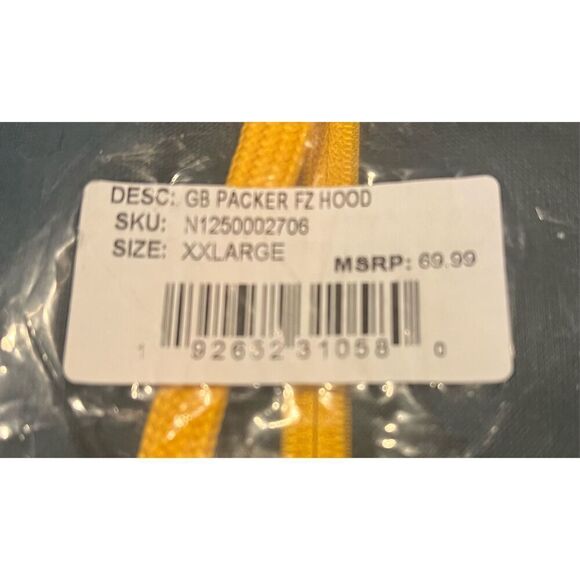 DESC: GB PACKER FZ HOOD
SKU: N1250002706
SIZE: XXLARGE
MSRP: 69.99
1 92632 31058 0